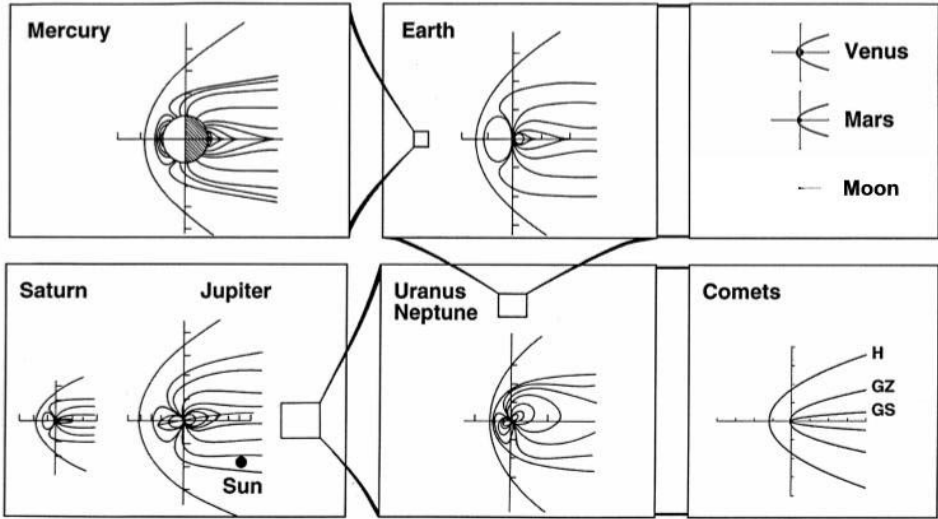 Mercury
Earth
Venus
Mars
Moon
Saturn
Jupiter
Sun
Uranus
Neptune
Comets
H
GZ
GS